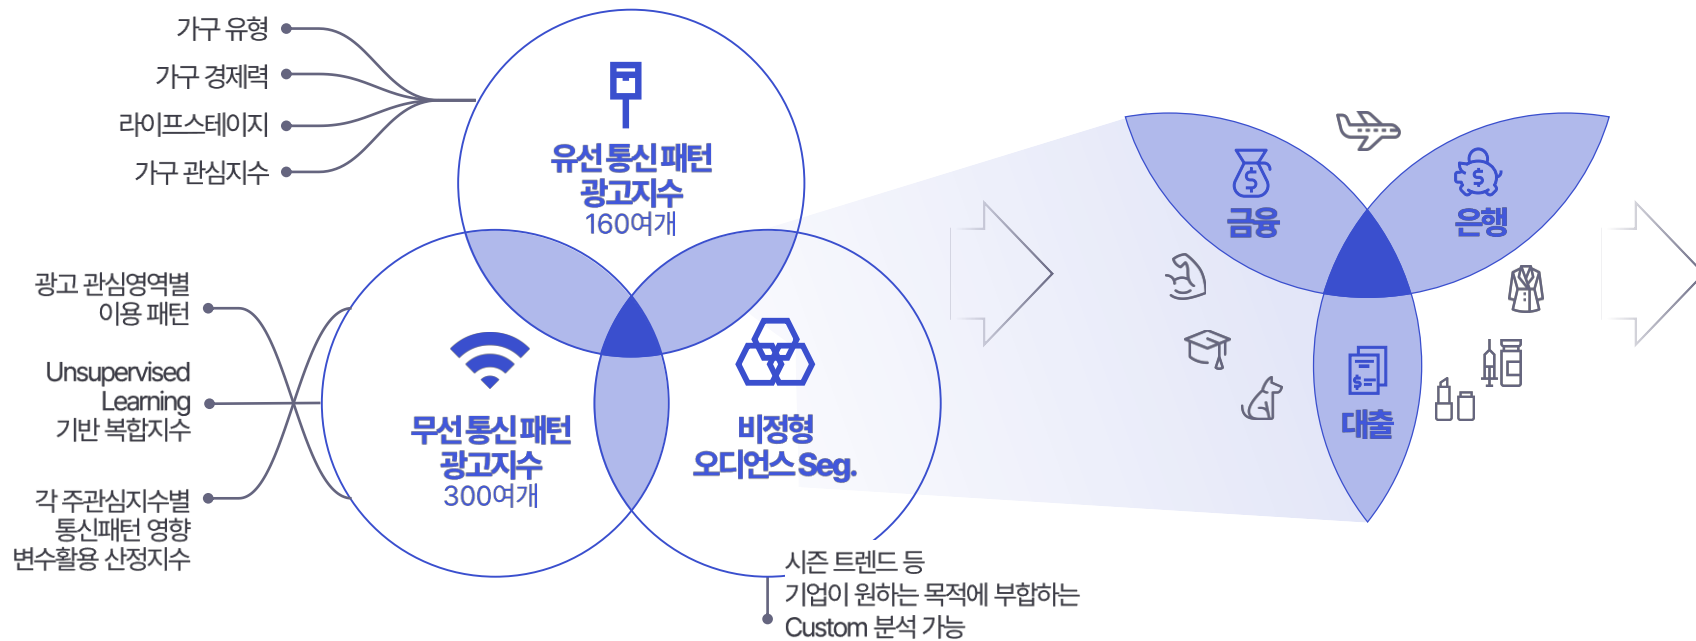 가구 유형
가구 경제력
라이프스테이지
가구 관심지수
유선 통신 패턴
광고지수
160여개
광고 관심영역별
이용 패턴
Unsupervised
Learning
기반 복합지수
각 주관심지수별
통신패턴 영향
변수활용 산정지수
무선 통신 패턴
광고지수
300여개
비정형
오디언스 Seg.
시즌 트렌드 등
기업이 원하는 목적에 부합하는
Custom 분석 가능
금융
은행
대출